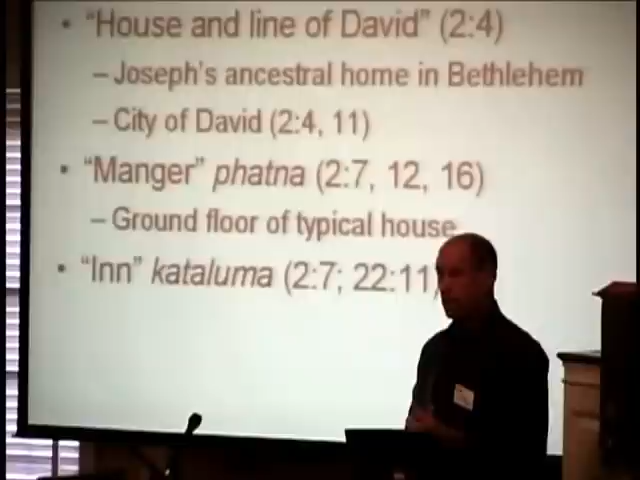 • “House and line of David” (2:4)
– Joseph's ancestral home in Bethlehem
– City of David (2:4, 11)
• “Manger” phatna (2:7, 12, 16)
– Ground floor of typical house
• “Inn” kataluma (2:7; 22:11)